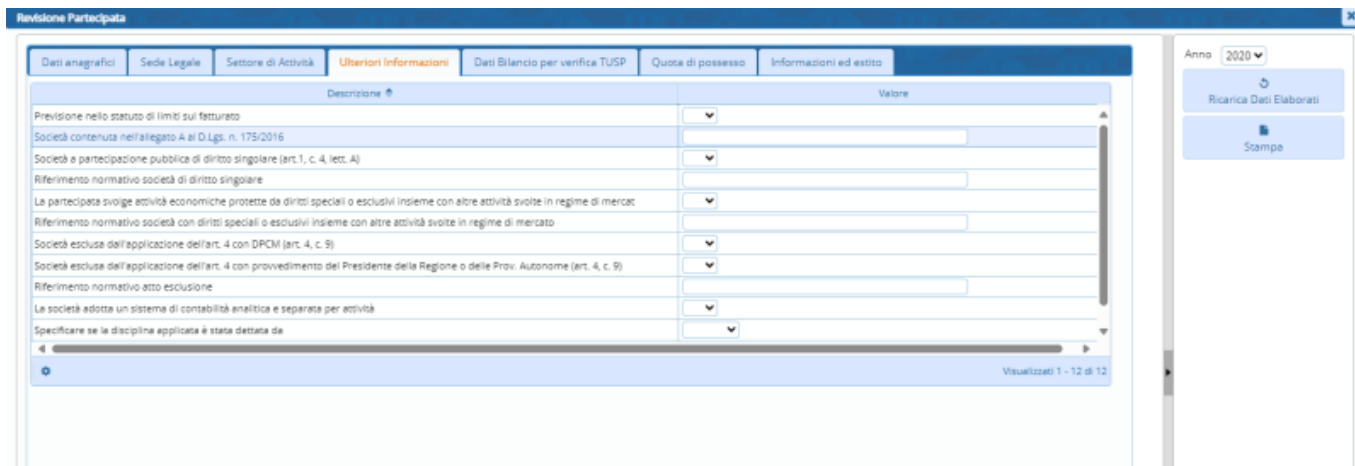 Revisione Partecipata
Dati anagrafici Sede Legale Settore di Attività Ulteriori Informazioni Dati Bilancio per verifica TUSP Quota di possesso Informazioni ed estito
Anno 2020
Descrizione Valore
Ricarica Dati Elaborati
Stampa
Previsione nello statuto di limiti sul fatturato
Società contenuta nell'allegato A al D.Lgs. n. 175/2016
Società a partecipazione pubblica di diritto singolare (art.1, c. 4, lett. A)
Riferimento normativo società di diritto singolare
La partecipata svolge attività economiche protette da diritti speciali o esclusivi insieme con altre attività svolte in regime di mercat
Riferimento normativo società con diritti speciali o esclusivi insieme con altre attività svolte in regime di mercato
Società esclusa dall'applicazione dell'art. 4 con DPCM (art. 4, c. 9)
Società esclusa dall'applicazione dell'art. 4 con provvedimento del Presidente della Regione o delle Prov. Autonome (art. 4, c. 9)
Riferimento normativo atto esclusione
La società adotta un sistema di contabilità analitica e separata per attività
Specificare se la disciplina applicata è stata dettata da
Visualizzati 1 - 12 di 12